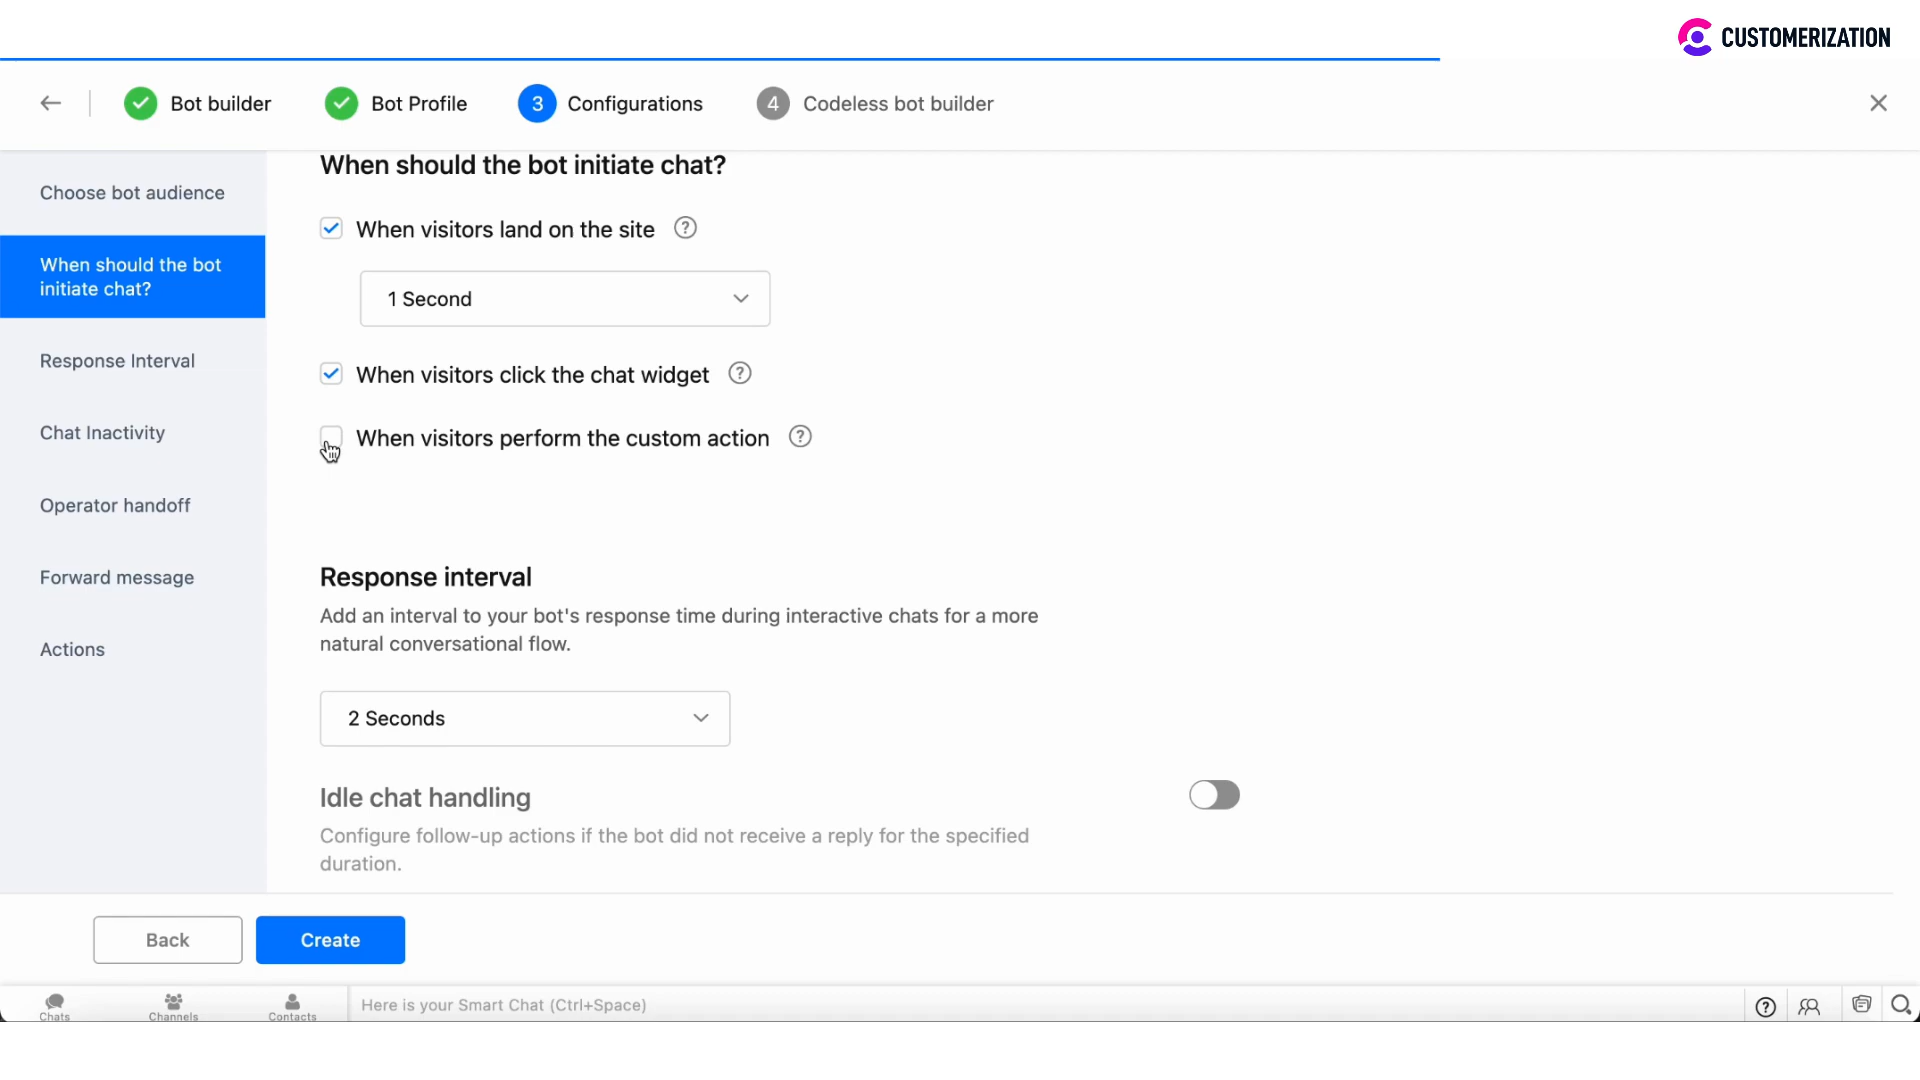 CUSTOMERIZATION
Bot builder
Bot Profile
3 Configurations
4 Codeless bot builder
Choose bot audience
When should the bot
initiate chat?
Response Interval
Chat Inactivity
Operator handoff
Forward message
Actions
When should the bot initiate chat?
When visitors land on the site ?
1 Second
When visitors click the chat widget ?
When visitors perform the custom action ?
Response interval
Add an interval to your bot's response time during interactive chats for a more
natural conversational flow.
2 Seconds
Idle chat handling
Configure follow-up actions if the bot did not receive a reply for the specified
duration.
Back
Create
Chats
Channels
Contacts
Here is your Smart Chat (Ctrl+Space)
?